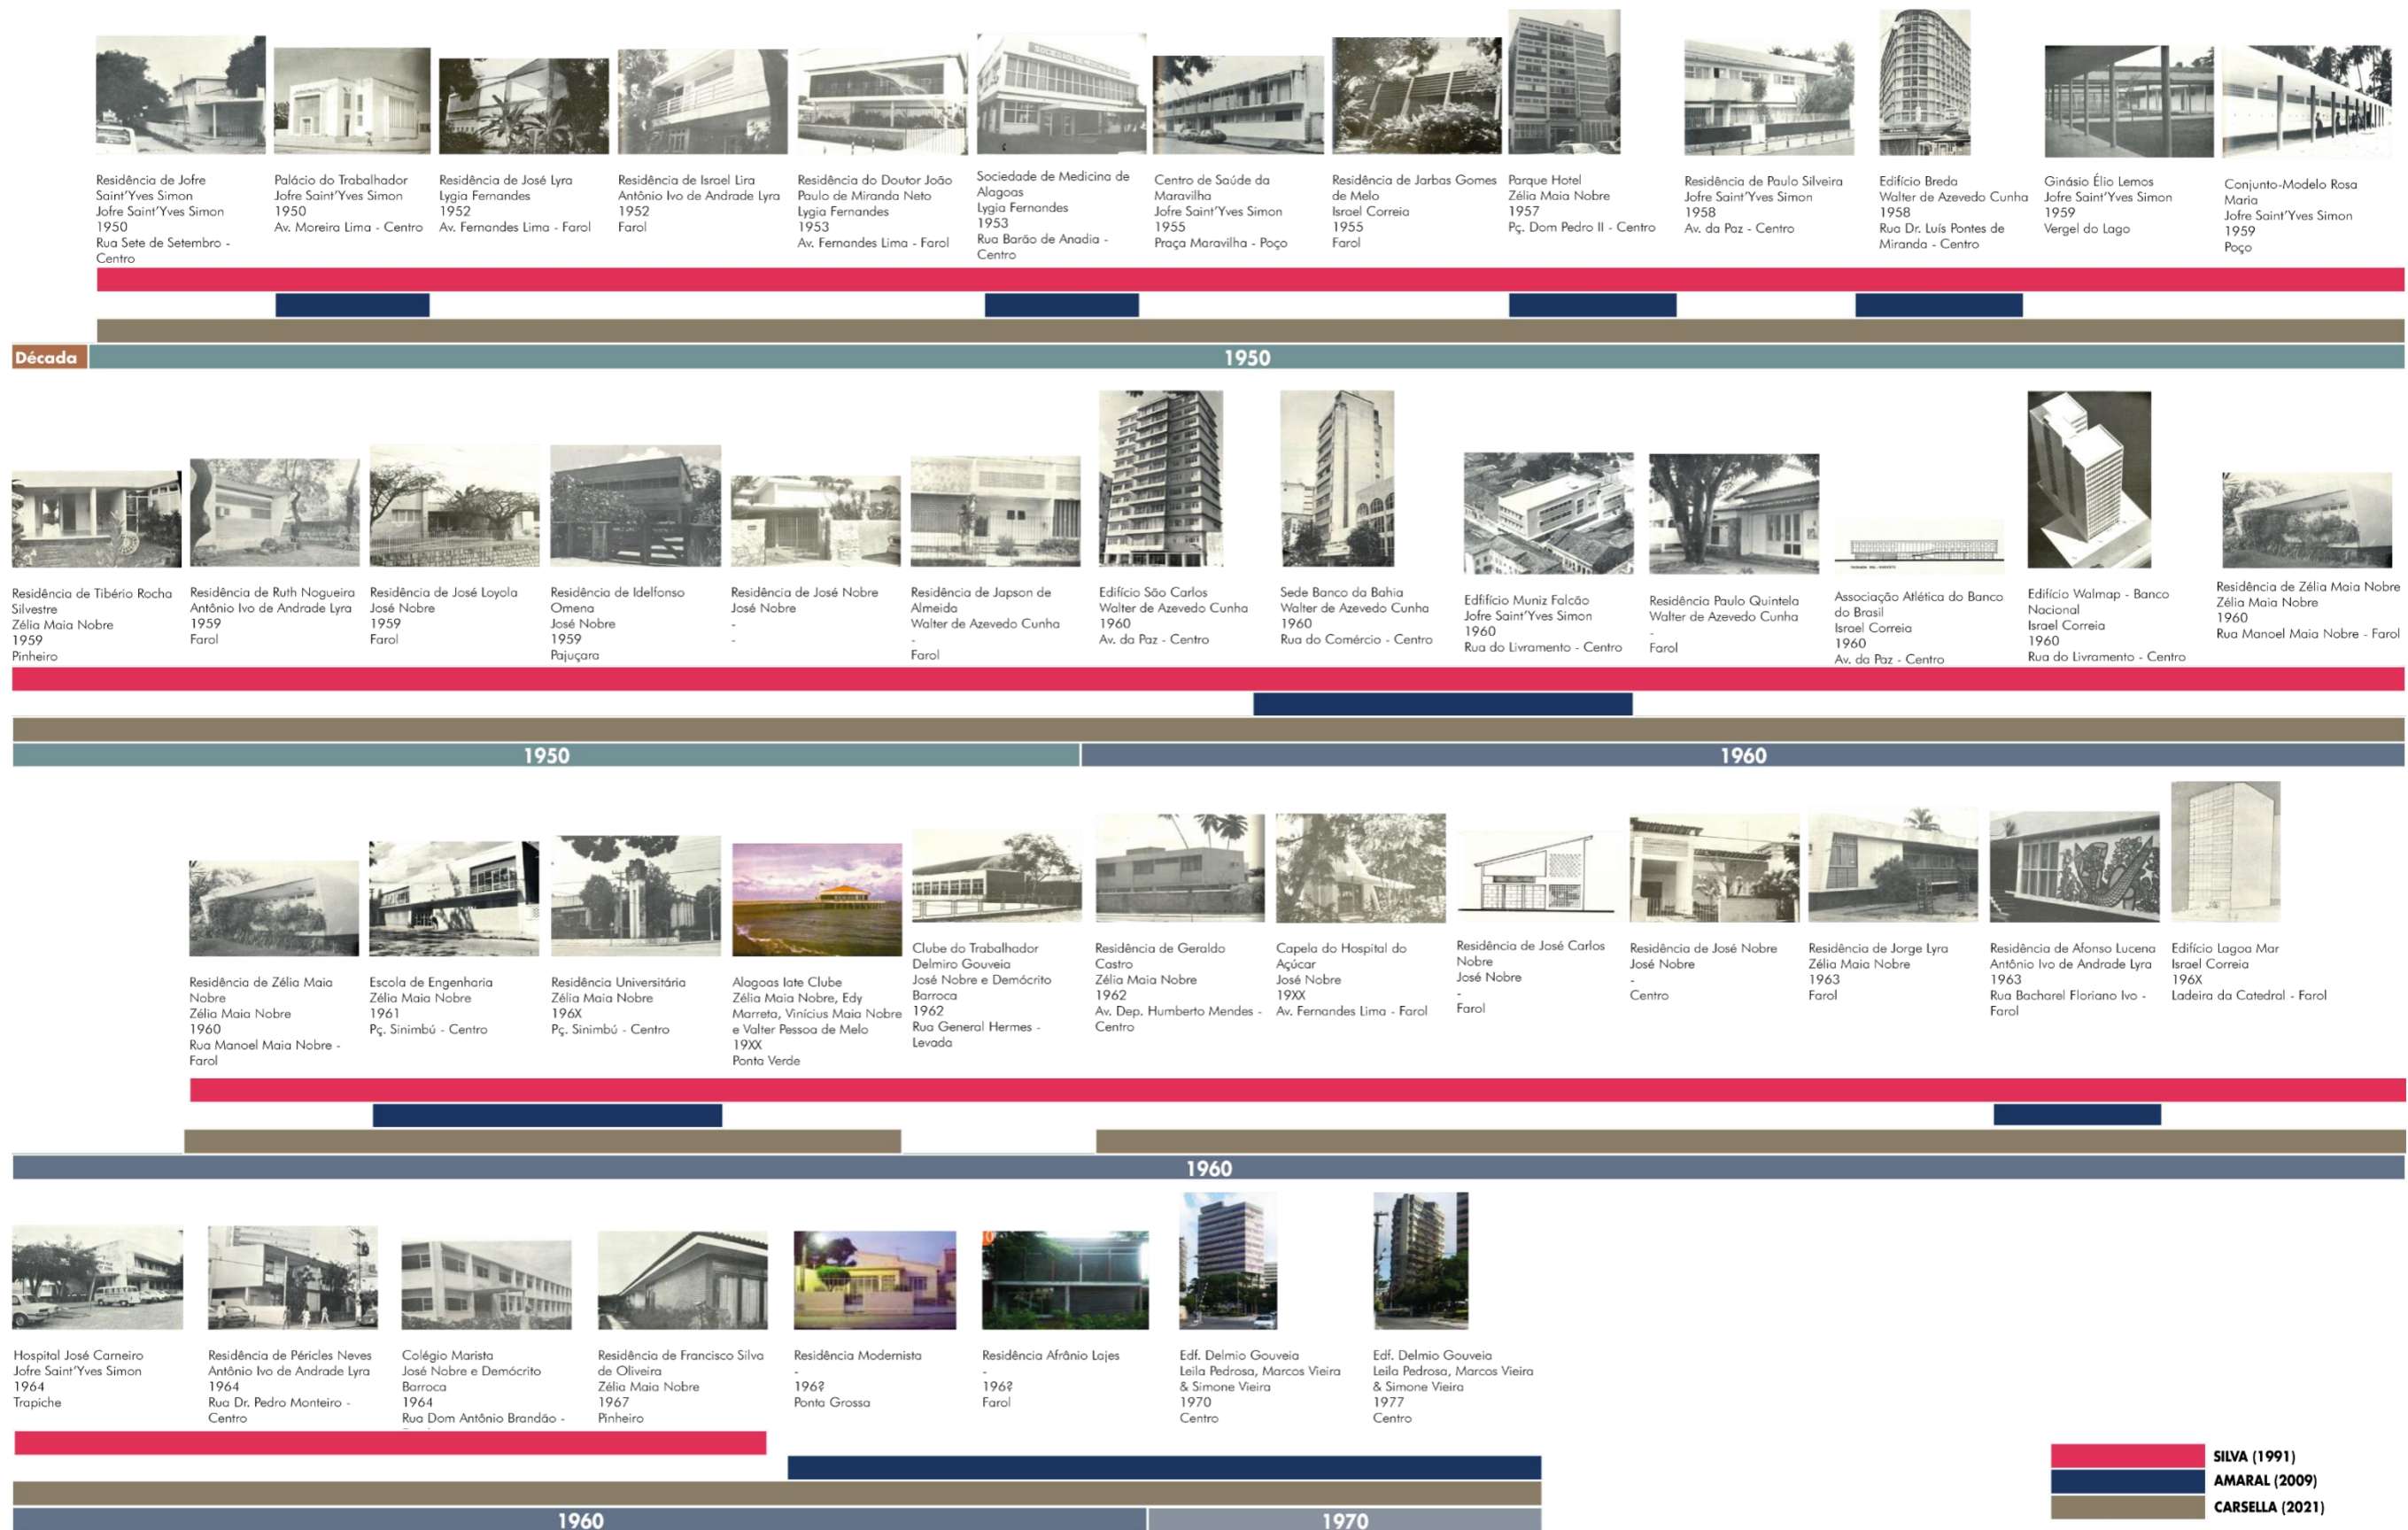 Residência de Jofre
Saint'Yves Simon
Jofre Saint'Yves Simon
1950
Rua Sete de Setembro -
Centro
Palácio do Trabalhador
Jofre Saint'Yves Simon
1950
Av. Moreira Lima - Centro
Residência de José Lyra
Lygia Fernandes
1952
Av. Fernandes Lima - Farol
Residência de Israel Lira
Antônio Ivo de Andrade Lyra
1952
Farol
Residência do Doutor João
Paulo de Miranda Neto
Lygia Fernandes
1953
Av. Fernandes Lima - Farol
Sociedade de Medicina de
Alagoas
Lygia Fernandes
1953
Rua Barão de Anadia -
Centro
Centro de Saúde da
Maravilha
Jofre Saint'Yves Simon
1955
Praça Maravilha - Poço
Residência de Jarbas Gomes
de Melo
Israel Correia
1955
Farol
Parque Hotel
Zélia Maia Nobre
1957
Pç. Dom Pedro II - Centro
Residência de Paulo Silveira
Jofre Saint'Yves Simon
1958
Av. da Paz - Centro
Edifício Breda
Walter de Azevedo Cunha
1958
Rua Dr. Luís Pontes de
Miranda - Centro
Ginásio Élio Lemos
Jofre Saint'Yves Simon
1959
Vergel do Lago
Conjunto-Modelo Rosa
Maria
Jofre Saint'Yves Simon
1959
Poço
Década
1950
Residência de Tibério Rocha
Silvestre
Zélia Maia Nobre
1959
Pinheiro
Residência de Ruth Nogueira
Antônio Ivo de Andrade Lyra
1959
Farol
Residência de José Loyola
José Nobre
1959
Farol
Residência de Idelfonso
Omena
José Nobre
1959
Pajuçara
Residência de José Nobre
José Nobre
-
-
Residência de Japson de
Almeida
Walter de Azevedo Cunha
-
Farol
Edifício São Carlos
Walter de Azevedo Cunha
1960
Av. da Paz - Centro
Sede Banco da Bahia
Walter de Azevedo Cunha
1960
Rua do Comércio - Centro
Edfifício Muniz Falcão
Jofre Saint'Yves Simon
1960
Rua do Livramento - Centro
Residência Paulo Quintela
Walter de Azevedo Cunha
-
Farol
Associação Atlética do Banco
do Brasil
Israel Correia
1960
Av. da Paz - Centro
Edifício Walmap - Banco
Nacional
Israel Correia
1960
Rua do Livramento - Centro
Residência de Zélia Maia Nobre
Zélia Maia Nobre
1960
Rua Manoel Maia Nobre - Farol
1950
1960
Residência de Zélia Maia
Nobre
Zélia Maia Nobre
1960
Rua Manoel Maia Nobre -
Farol
Escola de Engenharia
Zélia Maia Nobre
1961
Pç. Sinimbú - Centro
Residência Universitária
Zélia Maia Nobre
196X
Pç. Sinimbú - Centro
Alagoas Iate Clube
Zélia Maia Nobre, Edy
Marreta, Vinícius Maia Nobre
e Valter Pessoa de Melo
19XX
Ponta Verde
Clube do Trabalhador
Delmiro Gouveia
José Nobre e Demócrito
Barroca
1962
Rua General Hermes -
Levada
Residência de Geraldo
Castro
Zélia Maia Nobre
1962
Av. Dep. Humberto Mendes -
Centro
Capela do Hospital do
Açúcar
José Nobre
19XX
Av. Fernandes Lima - Farol
Residência de José Carlos
Nobre
José Nobre
-
Farol
Residência de José Nobre
José Nobre
-
Centro
Residência de Jorge Lyra
Zélia Maia Nobre
1963
Farol
Residência de Afonso Lucena
Antônio Ivo de Andrade Lyra
1963
Rua Bacharel Floriano Ivo -
Farol
Edifício Lagoa Mar
Israel Correia
196X
Ladeira da Catedral - Farol
1960
Hospital José Carneiro
Jofre Saint'Yves Simon
1964
Trapiche
Residência de Péricles Neves
Antônio Ivo de Andrade Lyra
1964
Rua Dr. Pedro Monteiro -
Centro
Colégio Marista
José Nobre e Demócrito
Barroca
1964
Rua Dom Antônio Brandão -
Residência de Francisco Silva
de Oliveira
Zélia Maia Nobre
1967
Pinheiro
Residência Modernista
-
196?
Ponta Grossa
Residência Afrânio Lajes
-
196?
Farol
Edf. Delmio Gouveia
Leila Pedrosa, Marcos Vieira
& Simone Vieira
1970
Centro
Edf. Delmio Gouveia
Leila Pedrosa, Marcos Vieira
& Simone Vieira
1977
Centro
1960
1970
SILVA (1991)
AMARAL (2009)
CARSELLA (2021)